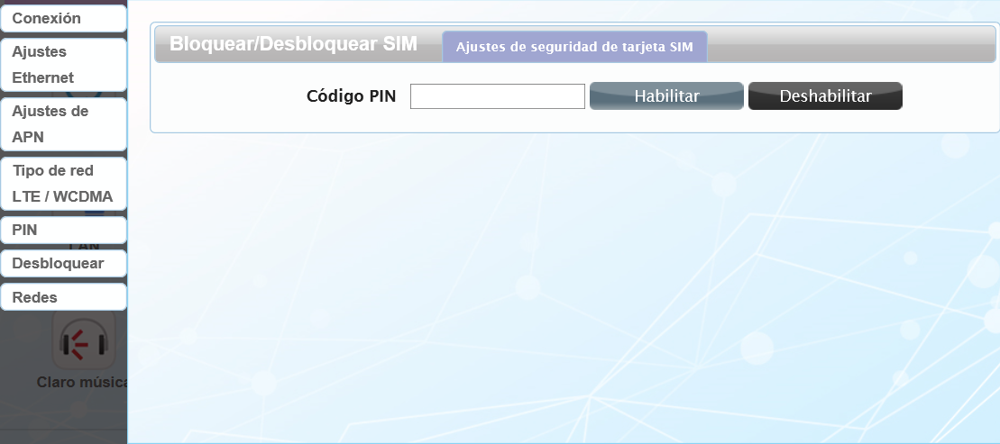 Conexión
Ajustes
Ethernet
Ajustes de
APN
Tipo de red
LTE / WCDMA
PIN
LAN
Desbloquear
Redes
Claro música
Bloquear/Desbloquear SIM
Ajustes de seguridad de tarjeta SIM
Código PIN
Habilitar
Deshabilitar